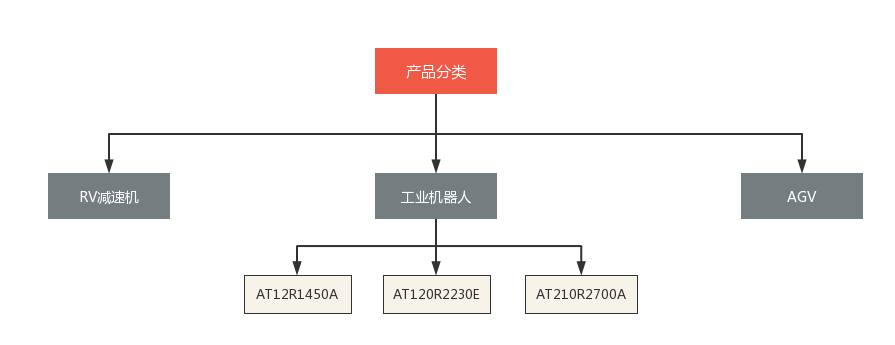 产品分类
RV减速机
工业机器人
AGV
AT12R1450A
AT120R2230E
AT210R2700A